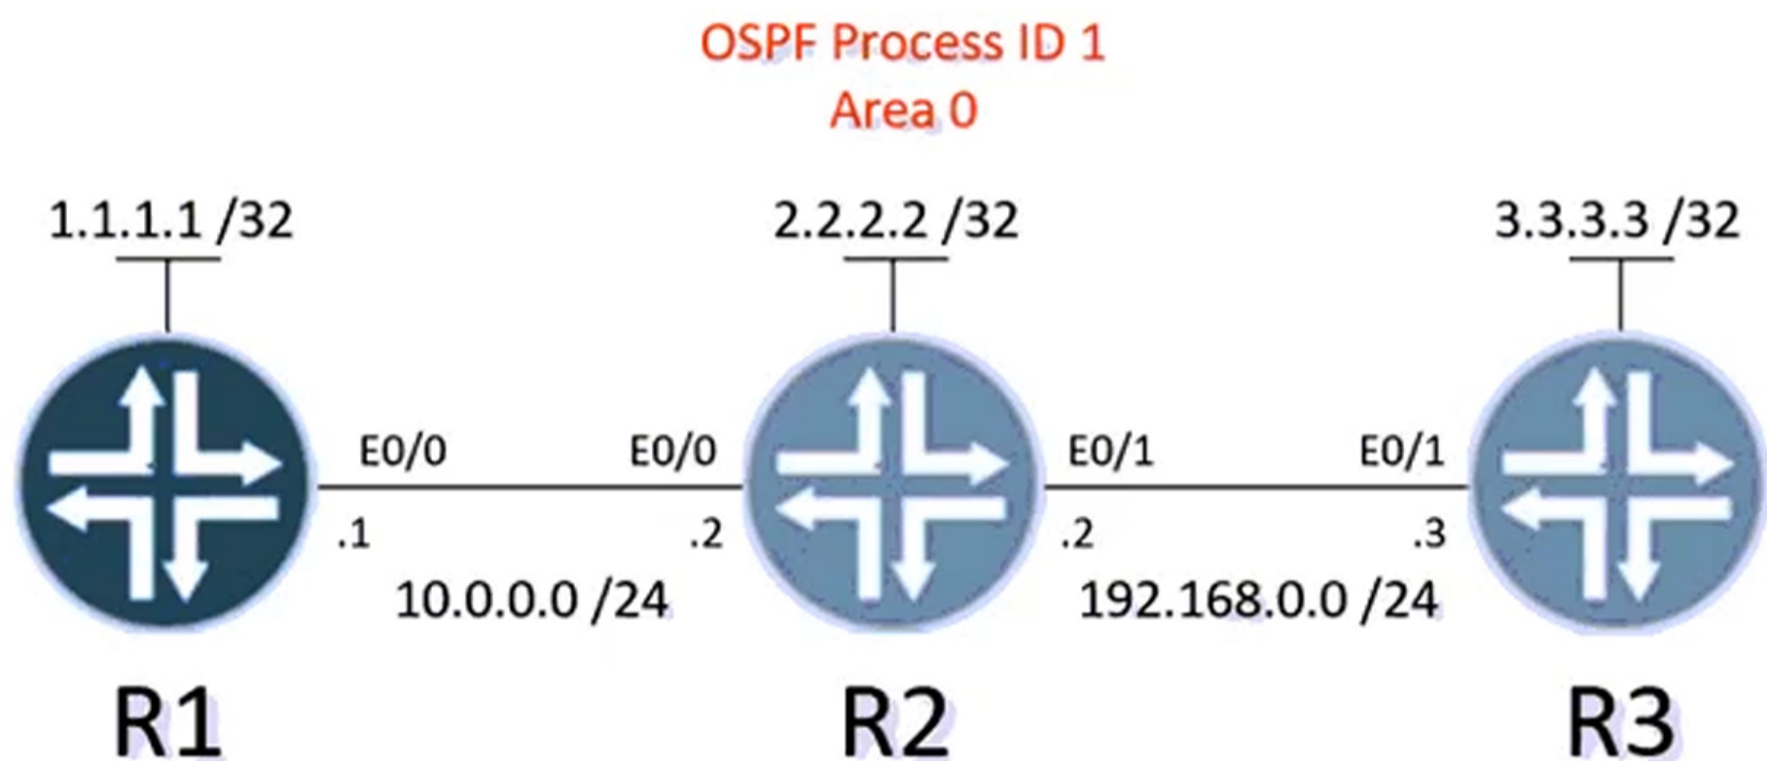 OSPF Process ID 1
Area 0
1.1.1.1 /32
2.2.2.2 /32
3.3.3.3 /32
E0/0
E0/0
E0/1
E0/1
.1
.2
.2
.3
10.0.0.0 /24
192.168.0.0 /24
R1
R2
R3